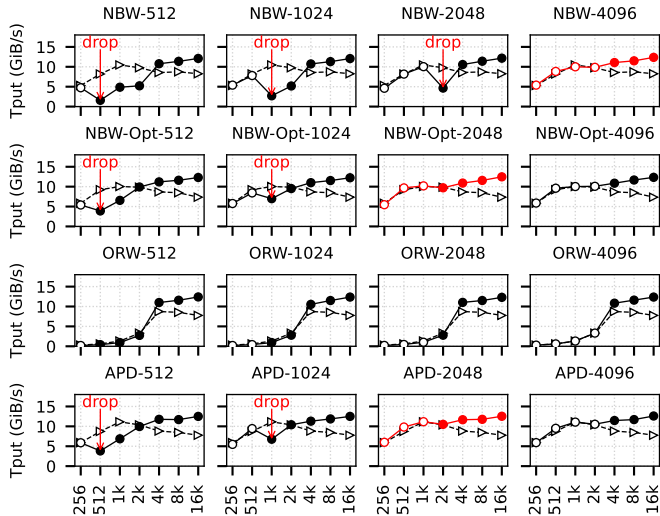 NBW-512 NBW-1024 NBW-2048 NBW-4096
Tput (GiB/s)
15
10
5
0
drop drop drop
NBW-Opt-512 NBW-Opt-1024 NBW-Opt-2048 NBW-Opt-4096
Tput (GiB/s)
15
10
5
0
drop drop
ORW-512 ORW-1024 ORW-2048 ORW-4096
Tput (GiB/s)
15
10
5
0
APD-512 APD-1024 APD-2048 APD-4096
Tput (GiB/s)
15
10
5
0
drop drop
256 512 1k 2k 4k 8k 16k 256 512 1k 2k 4k 8k 16k 256 512 1k 2k 4k 8k 16k 256 512 1k 2k 4k 8k 16k